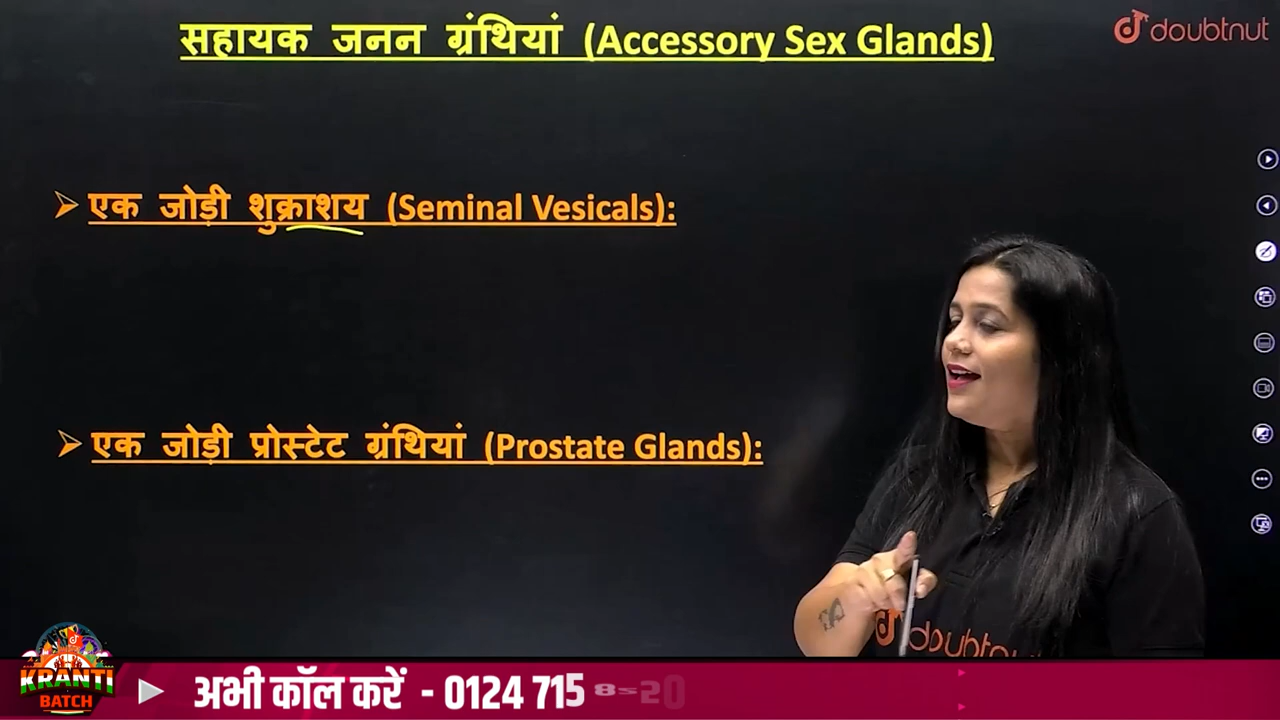 सहायक जनन ग्रंथियां (Accessory Sex Glands)
doubtnut
➢ एक जोड़ी शुक्राशय (Seminal Vesicals):
➢ एक जोड़ी प्रोस्टेट ग्रंथियां (Prostate Glands):
doubtnut
KRANTI
BATCH
अभी कॉल करें - 0124 715